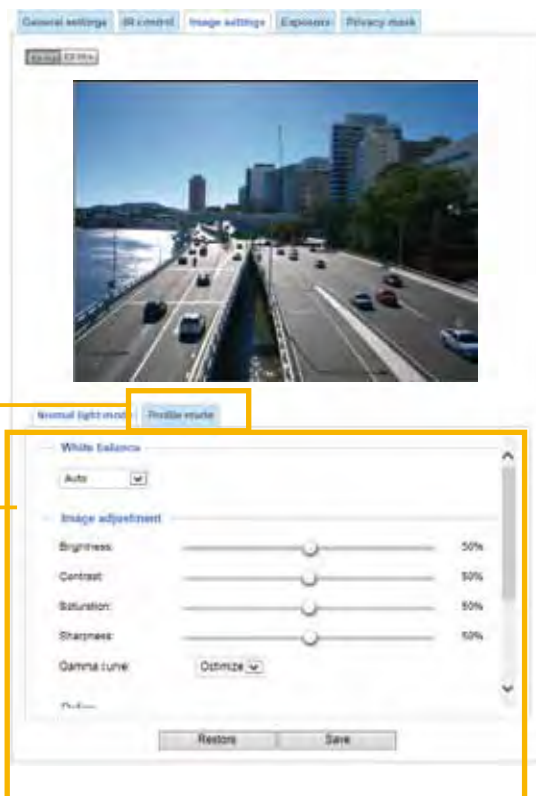 General settings IR control Image settings Exposure Privacy mask
Normal light mode Profile mode
White balance
Auto
Image adjustment
Brightness: 50%
Contrast: 50%
Saturation: 50%
Sharpness: 50%
Gamma curve: Optimize
Restore Save